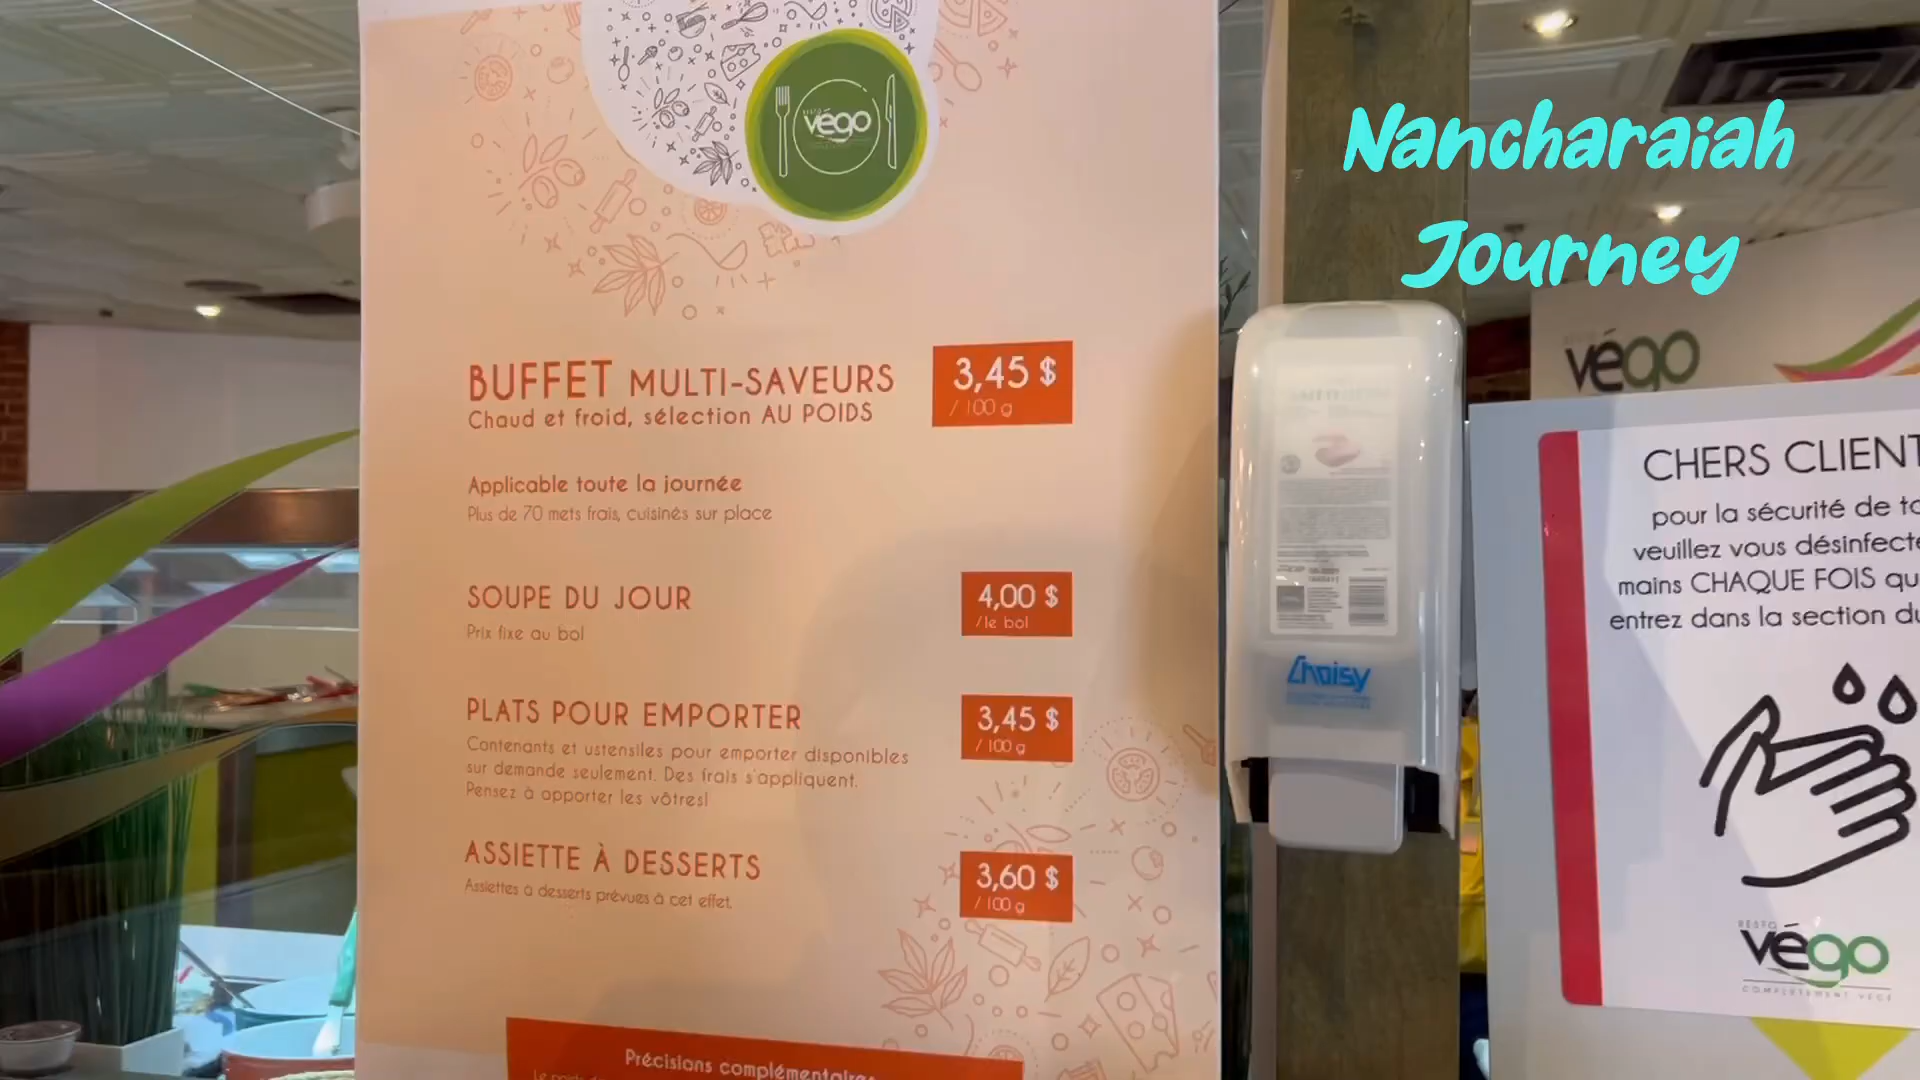 végo
Nancharaiah
Journey
BUFFET MULTI-SAVEURS
Chaud et froid, sélection AU POIDS
3,45 $
/ 100 g
Applicable toute la journée
Plus de 70 mets frais, cuisinés sur place
SOUPE DU JOUR
Prix fixe au bol
4,00 $
/le bol
PLATS POUR EMPORTER
Contenants et ustensiles pour emporter disponibles
sur demande seulement. Des frais s'appliquent.
Pensez à apporter les vôtres!
3,45 $
/ 100 g
ASSIETTE À DESSERTS
Assiettes à desserts prévues à cet effet.
3,60 $
/ 100 g
Précisions complémentaires
Choisy
végo
CHERS CLIENT
pour la sécurité de to
veuillez vous désinfecte
mains CHAQUE FOIS qu
entrez dans la section du
RESTO
végo
COMPLÈTEMENT VÉGÉ